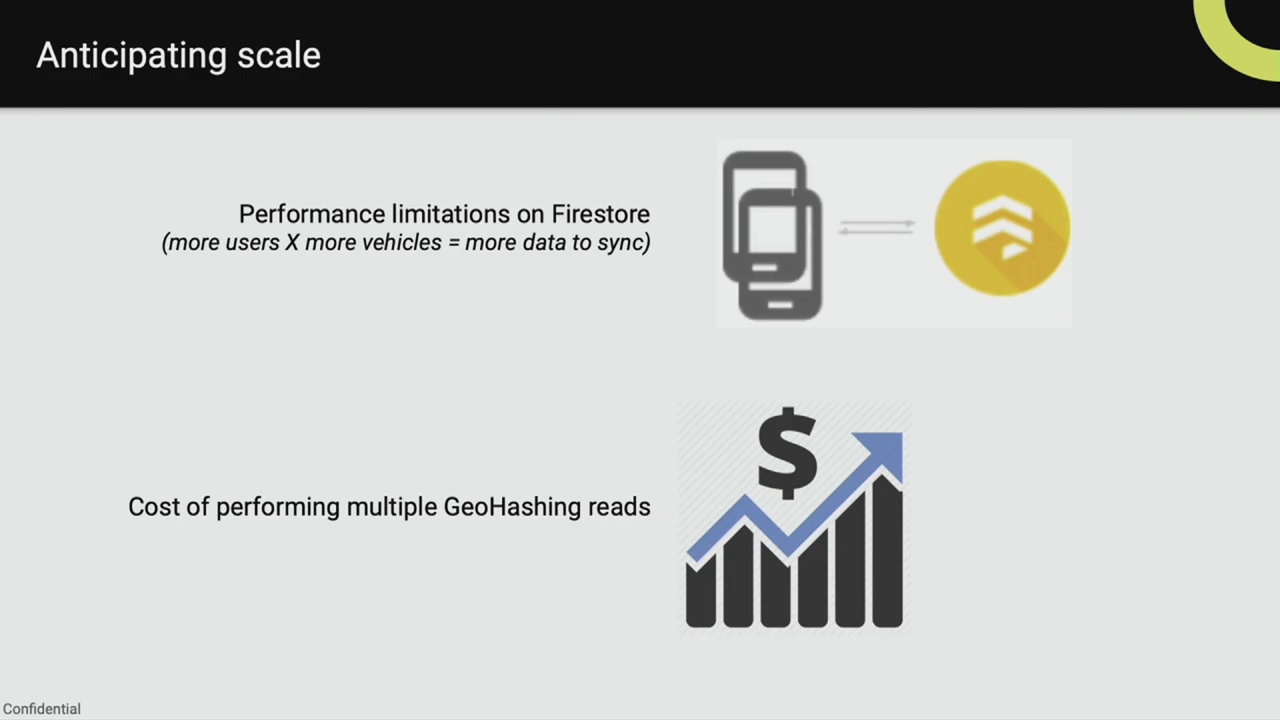 Anticipating scale
Performance limitations on Firestore
(more users X more vehicles = more data to sync)
$
Cost of performing multiple GeoHashing reads
Confidential